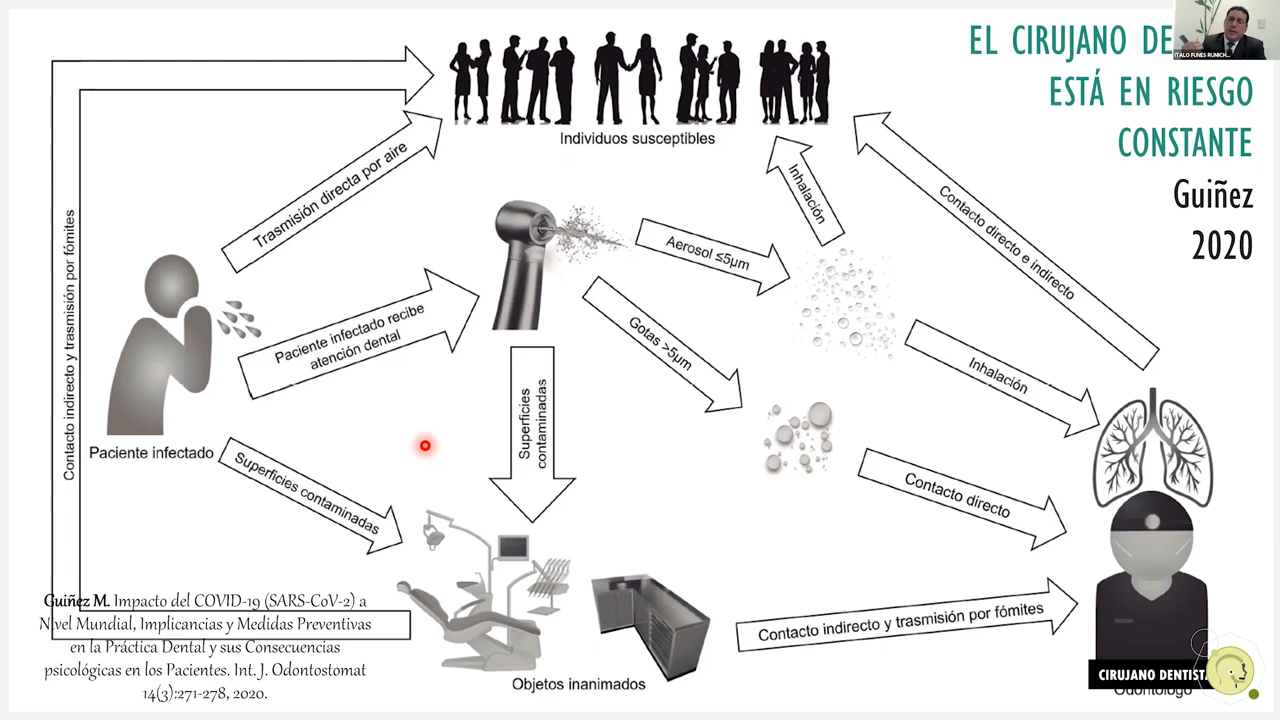 EL CIRUJANO DE
ITALO FUNES RUMICH...
ESTÁ EN RIESGO
CONSTANTE
Guiñez
2020
Individuos susceptibles
Trasmisión directa por aire
Inhalación
Contacto directo e indirecto
Contacto indirecto y trasmisión por fómites
Aerosol ≤5μm
Paciente infectado recibe
atención dental
Gotas >5μm
Inhalación
Superficies
contaminadas
Paciente infectado
Superficies contaminadas
Contacto directo
Contacto indirecto y trasmisión por fómites
Objetos inanimados
CIRUJANO DENTISTA
Odontólogo
Guiñez M. Impacto del COVID-19 (SARS-CoV-2) a
Nivel Mundial, Implicancias y Medidas Preventivas
en la Práctica Dental y sus Consecuencias
psicológicas en los Pacientes. Int. J. Odontostomat
14(3):271-278, 2020.